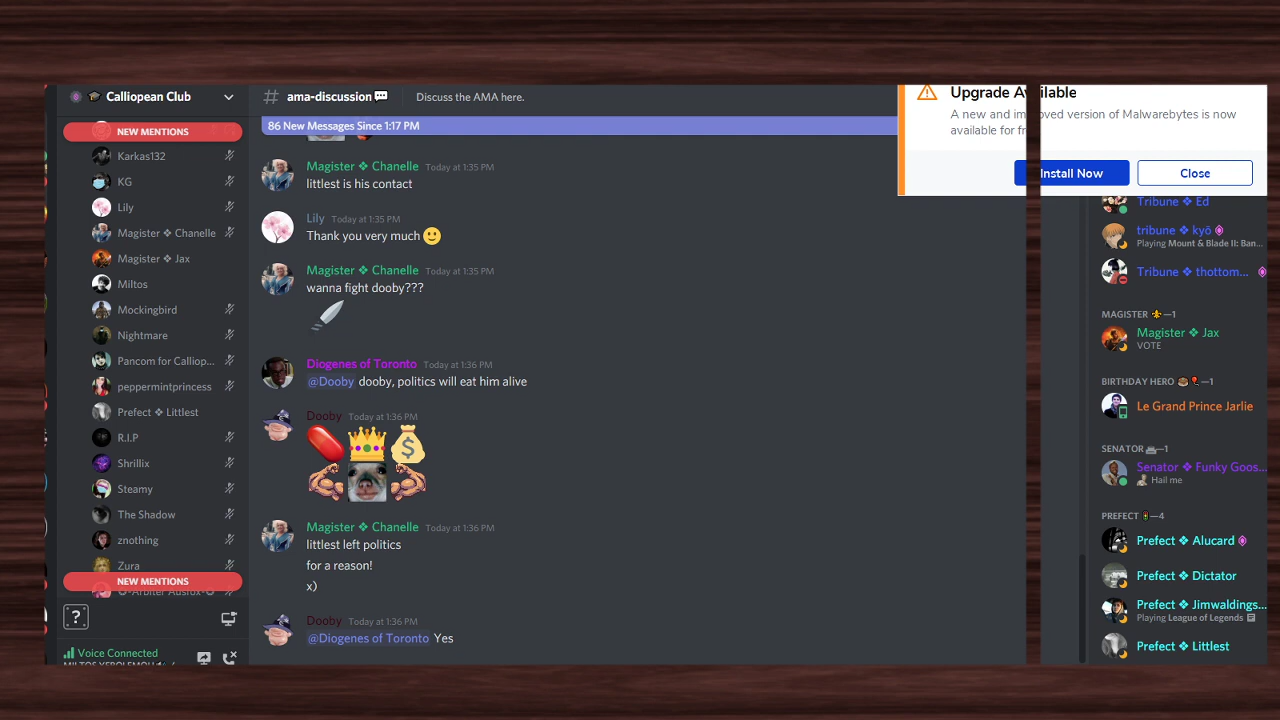 Calliopean Club
NEW MENTIONS
Karkas132
KG
Lily
Magister ❖ Chanelle
Magister ❖ Jax
Miltos
Mockingbird
Nightmare
Pancom for Calliop...
peppermintprincess
Prefect ❖ Littlest
R.I.P
Shrillix
Steamy
The Shadow
znothing
Zura
NEW MENTIONS
?
Voice Connected
# ama-discussion
Discuss the AMA here.
86 New Messages Since 1:17 PM
Magister ❖ Chanelle Today at 1:35 PM
littlest is his contact
Lily Today at 1:35 PM
Thank you very much
Magister ❖ Chanelle Today at 1:35 PM
wanna fight dooby???
Diogenes of Toronto Today at 1:36 PM
@Dooby dooby, politics will eat him alive
Dooby Today at 1:36 PM
Magister ❖ Chanelle Today at 1:36 PM
littlest left politics
for a reason!
x)
Dooby Today at 1:36 PM
@Diogenes of Toronto Yes
Upgrade Available
A new and improved version of Malwarebytes is now
available for fr
Install Now
Close
Tribune ❖ Ed
tribune ❖ kyō
Playing Mount & Blade II: Ban...
Tribune ❖ thottom...
MAGISTER —1
Magister ❖ Jax
VOTE
BIRTHDAY HERO —1
Le Grand Prince Jarlie
SENATOR —1
Senator ❖ Funky Goos...
Hail me
PREFECT —4
Prefect ❖ Alucard
Prefect ❖ Dictator
Prefect ❖ Jimwaldings...
Playing League of Legends
Prefect ❖ Littlest